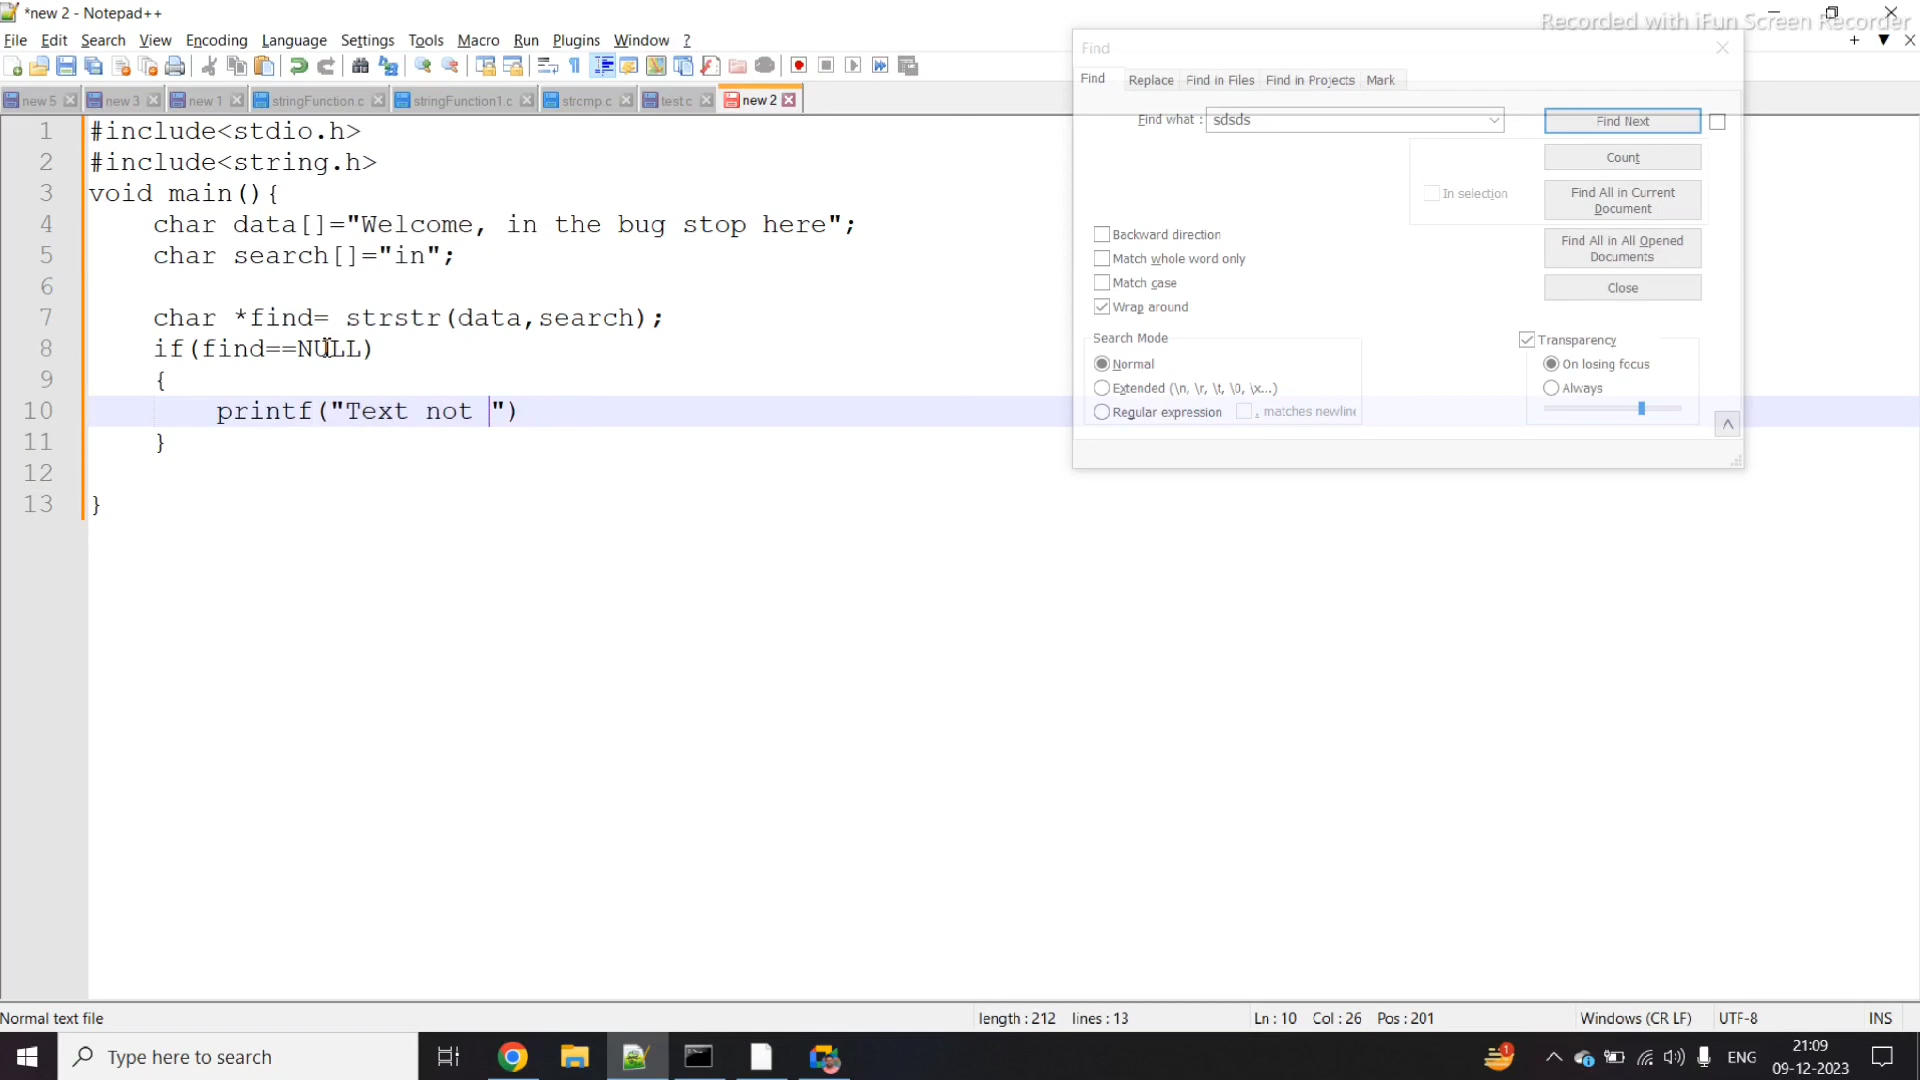 *new 2 - Notepad++
Recorded with iFun Screen Recorder
File Edit Search View Encoding Language Settings Tools Macro Run Plugins Window ?
new 5 new 3 new 1 stringFunction.c stringFunction1.c strcmp.c test.c new 2
1 #include<stdio.h>
2 #include<string.h>
3 void main(){
4 char data[]="Welcome, in the bug stop here";
5 char search[]="in";
6
7 char *find= strstr(data,search);
8 if(find==NULL)
9 {
10 printf("Text not ")
11 }
12
13 }
Find
Find Replace Find in Files Find in Projects Mark
Find what : sdsds Find Next
Count
In selection
Find All in Current
Document
Backward direction
Find All in All Opened
Documents
Match whole word only
Match case
Close
Wrap around
Search Mode
Transparency
Normal
On losing focus
Extended (\n, \r, \t, \0, \x...)
Always
Regular expression . matches newline
Normal text file length : 212 lines : 13 Ln : 10 Col : 26 Pos : 201 Windows (CR LF) UTF-8 INS
Type here to search
1
ENG
21:09
09-12-2023